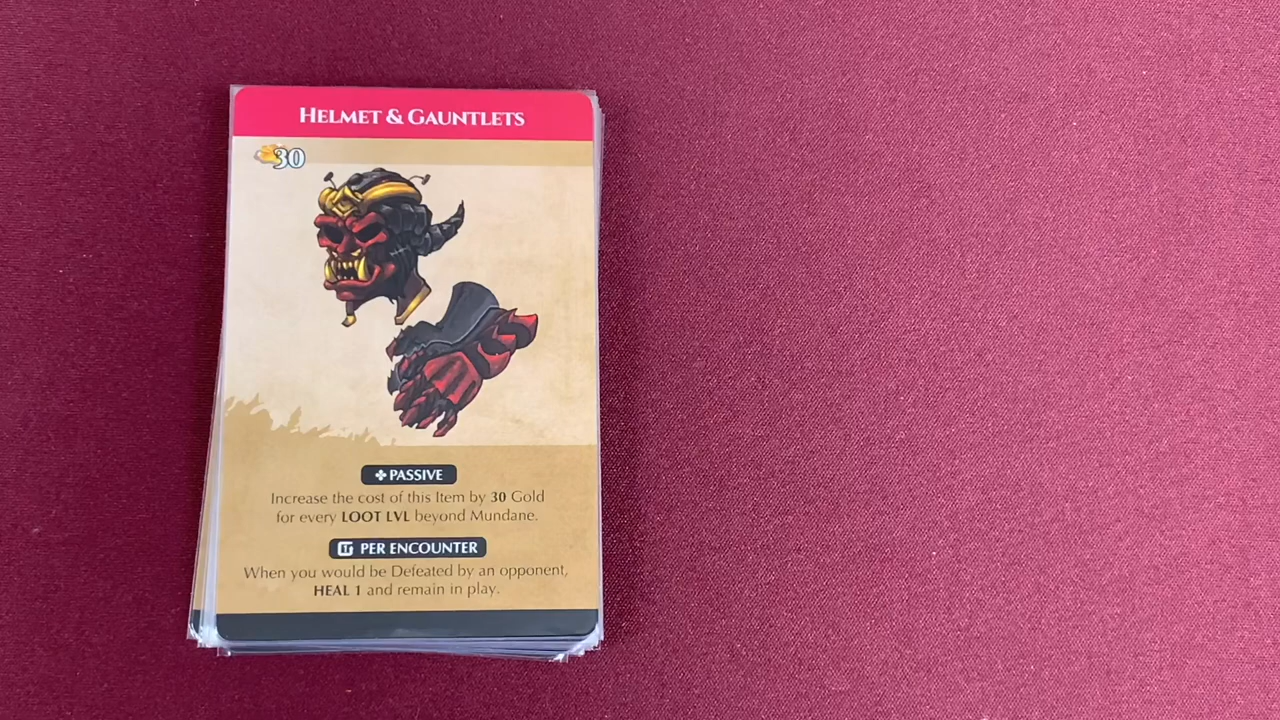 HELMET & GAUNTLETS
30
PASSIVE
Increase the cost of this Item by 30 Gold
for every LOOT LVL beyond Mundane.
PER ENCOUNTER
When you would be Defeated by an opponent,
HEAL 1 and remain in play.